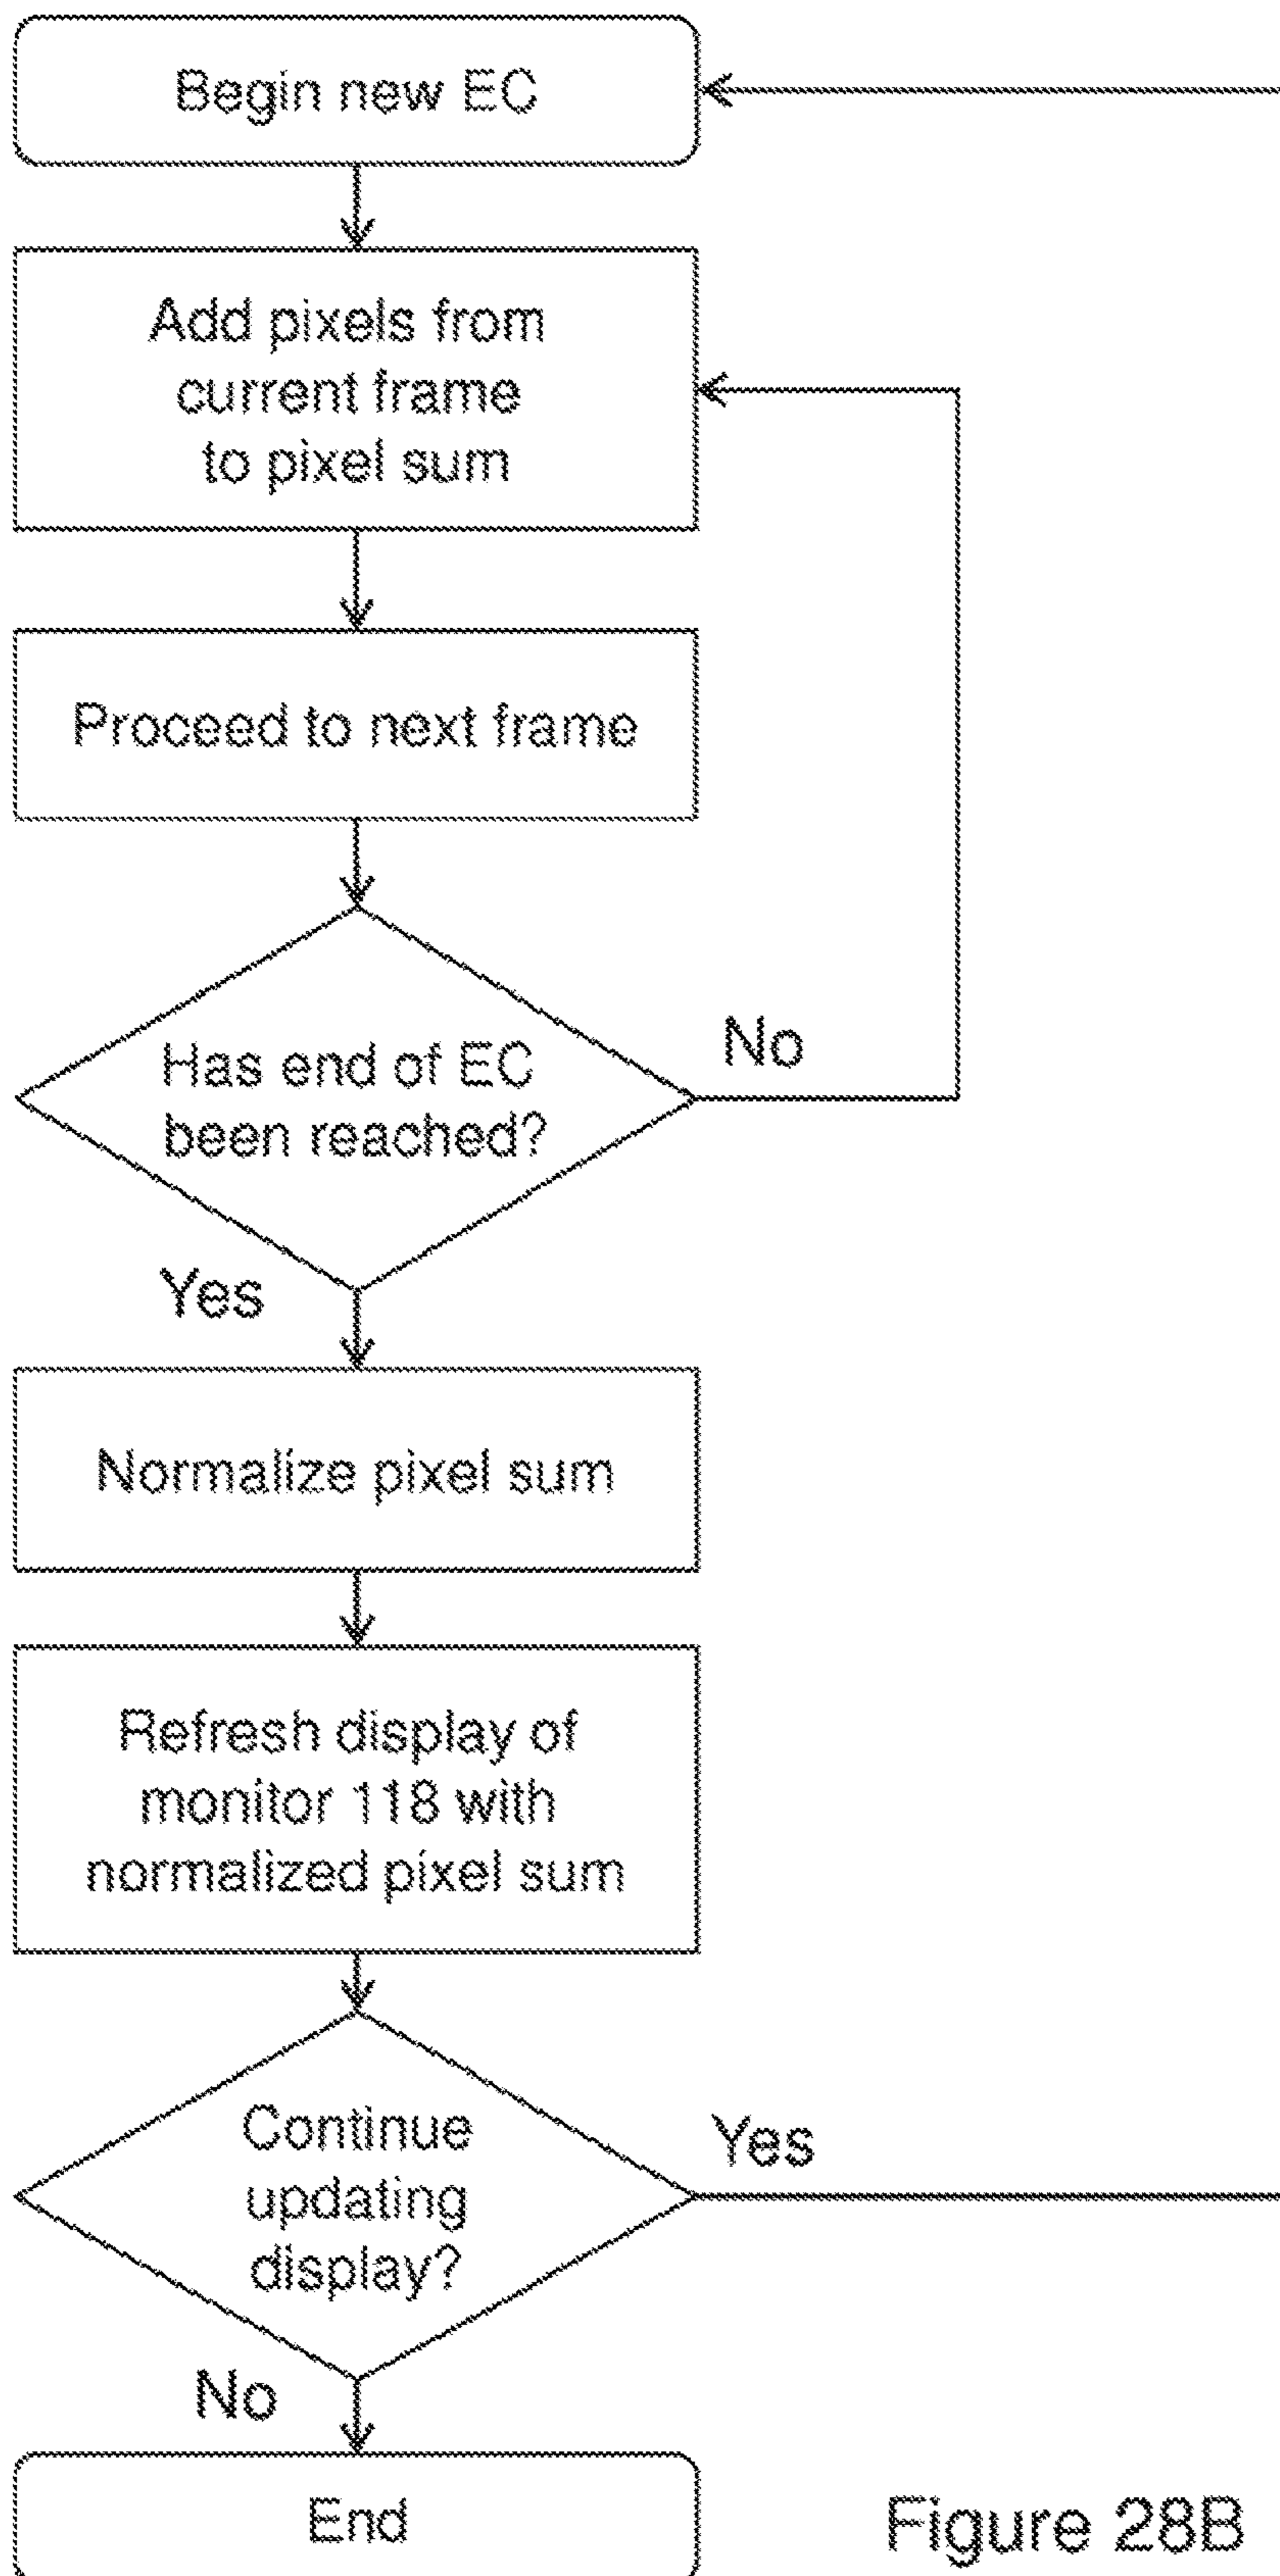 Begin new EC
Add pixels from
current frame
to pixel sum
Proceed to next frame
Has end of EC
been reached?
No
Yes
Normalize pixel sum
Refresh display of
monitor 118 with
normalized pixel sum
Continue
updating
display?
Yes
No
End
Figure 28B